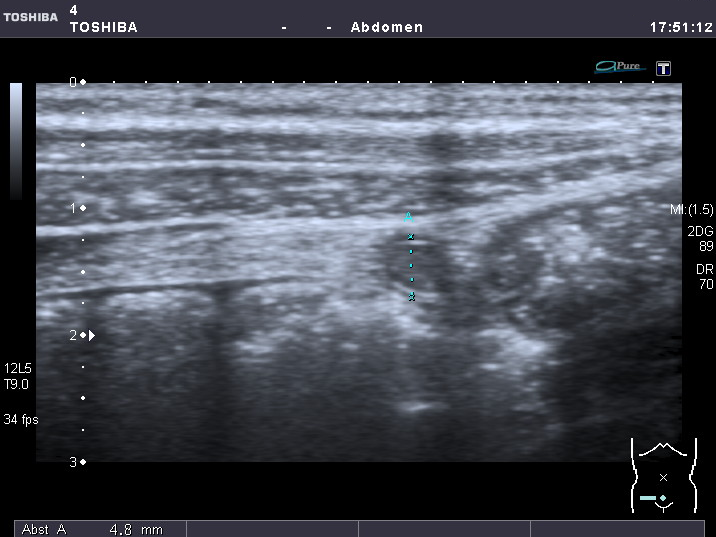 TOSHIBA
4
TOSHIBA - - Abdomen 17:51:12
APure T
0
1
2
3
A
MI:(1.5)
2DG
89
DR
70
12L5
T9.0
34 fps
Abst A 4.8 mm